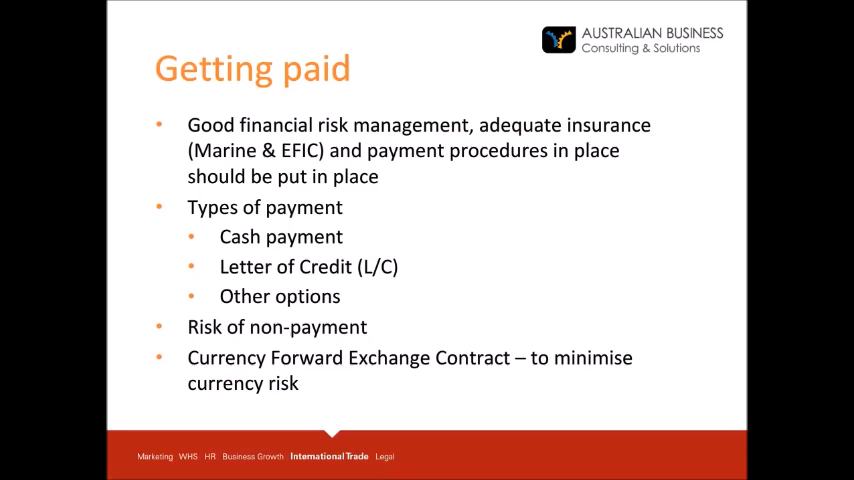 AUSTRALIAN BUSINESS
Consulting & Solutions
Getting paid
• Good financial risk management, adequate insurance
(Marine & EFIC) and payment procedures in place
should be put in place
• Types of payment
• Cash payment
• Letter of Credit (L/C)
• Other options
• Risk of non-payment
• Currency Forward Exchange Contract – to minimise
currency risk
Marketing WHS HR Business Growth International Trade Legal